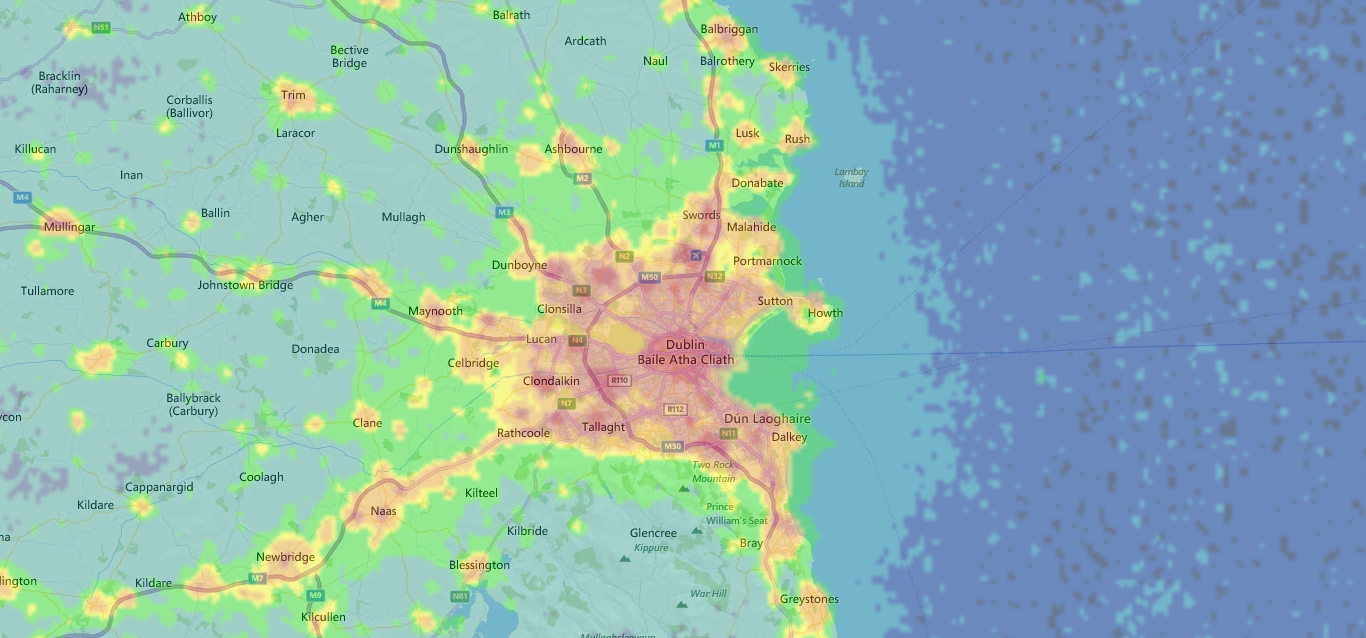 Athboy
Balrath
N51
Balbriggan
Ardcath
Bective
Bridge
Naul
Balrothery
Skerries
Bracklin
(Raharney)
Trim
Corballis
(Ballivor)
Laracor
Lusk
Rush
Killucan
Dunshaughlin
Ashbourne
M1
Inan
M2
Donabate
Lambay
Island
M4
Ballin
Agher
Mullagh
M3
Swords
Mullingar
Malahide
N2
Dunboyne
Portmarnock
M50
N32
Johnstown Bridge
Tullamore
N3
M4
Maynooth
Clonsilla
Sutton
Howth
Carbury
Donadea
Lucan
N4
Dublin
Baile Atha Cliath
Celbridge
Clondalkin
R110
Ballybrack
(Carbury)
N7
R112
Clane
Rathcoole
Tallaght
Dún Laoghaire
N11
Dalkey
M50
Two Rock
Mountain
Coolagh
Cappanargid
Kilteel
Kildare
Naas
Prince
William's Seat
Kilbride
Glencree
Kippure
Bray
Newbridge
Blessington
M7
Kildare
M9
N81
War Hill
Greystones
Kilcullen